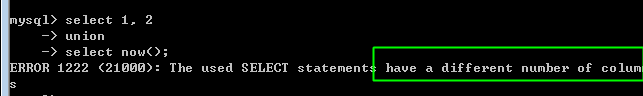 mysql> select 1, 2
    -> union
    -> select now();
ERROR 1222 (21000): The used SELECT statements have a different number of colum
s